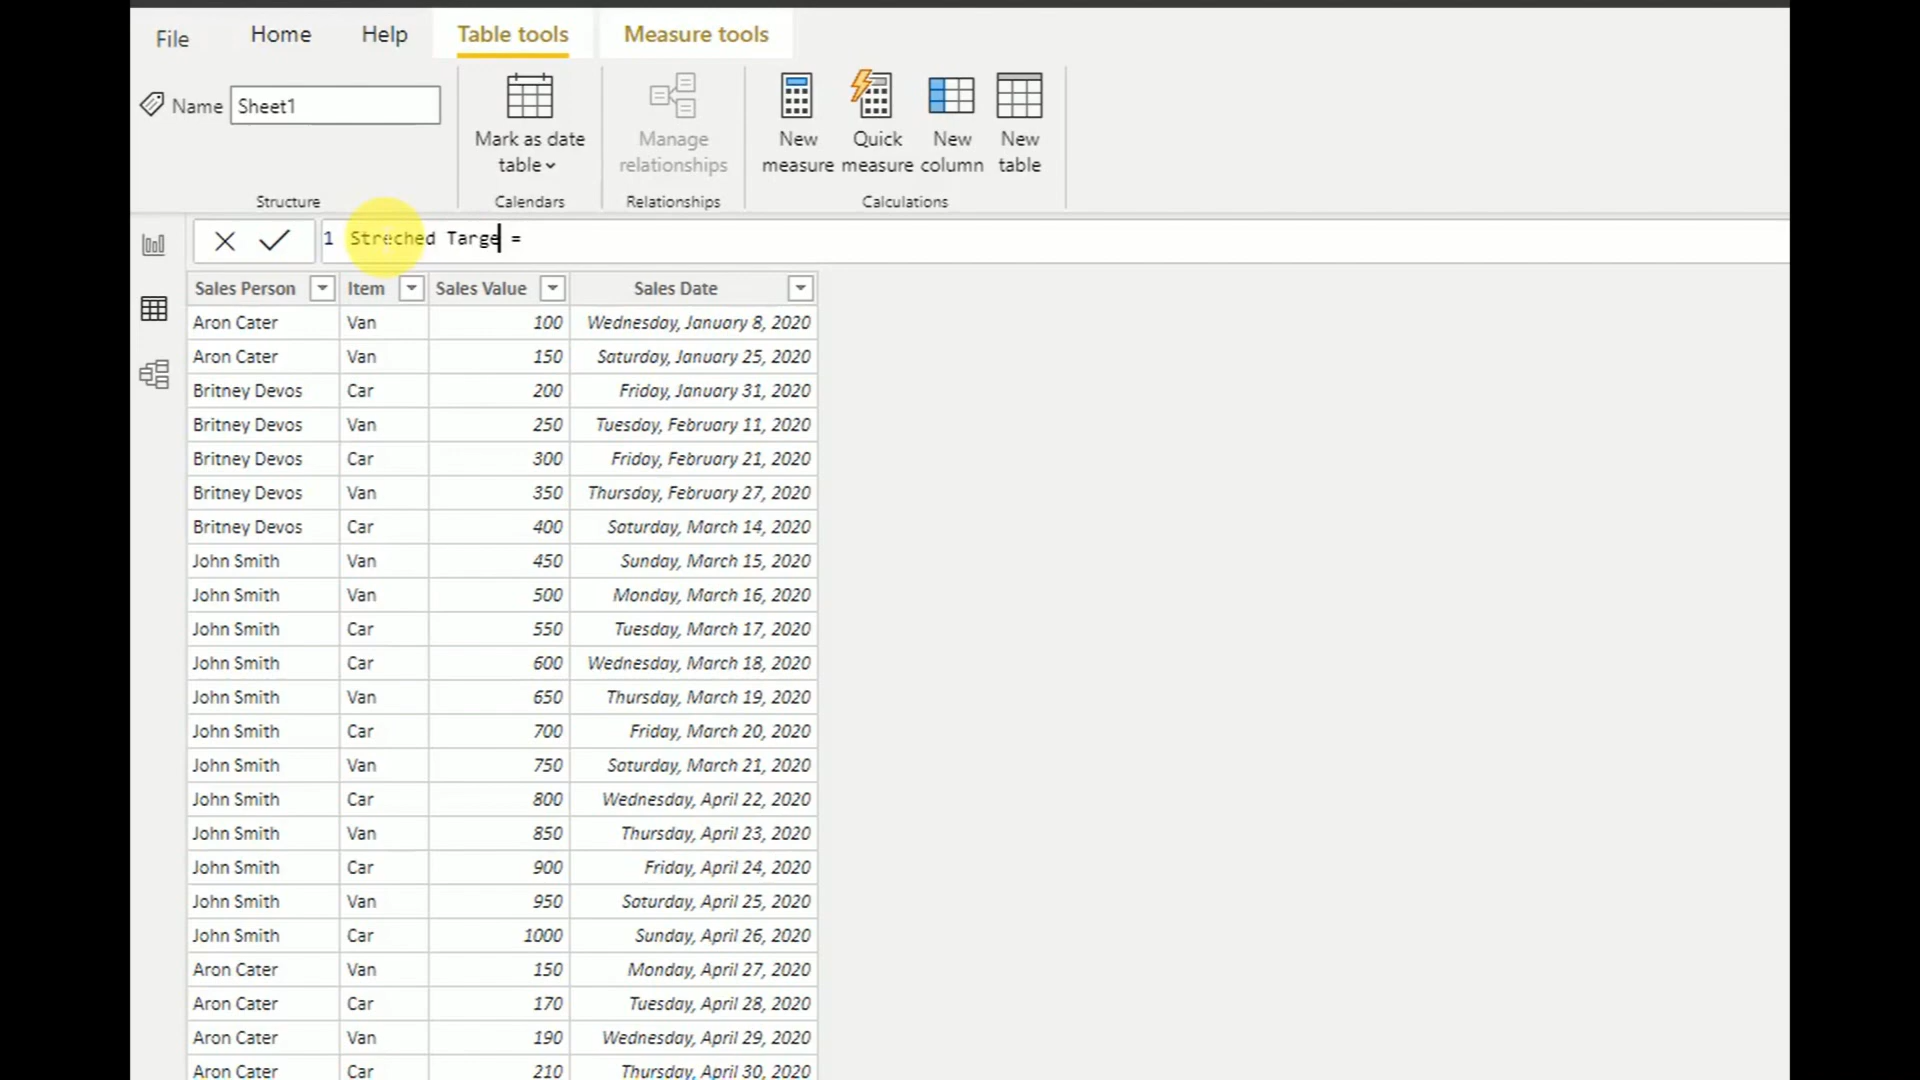 File Home Help Table tools Measure tools
Name Sheet1
Mark as date table
Manage relationships
New measure
Quick measure
New column
New table
Structure Calendars Relationships Calculations
1 Streched Targe =
Sales Person Item Sales Value Sales Date
Aron Cater Van 100 Wednesday, January 8, 2020
Aron Cater Van 150 Saturday, January 25, 2020
Britney Devos Car 200 Friday, January 31, 2020
Britney Devos Van 250 Tuesday, February 11, 2020
Britney Devos Car 300 Friday, February 21, 2020
Britney Devos Van 350 Thursday, February 27, 2020
Britney Devos Car 400 Saturday, March 14, 2020
John Smith Van 450 Sunday, March 15, 2020
John Smith Van 500 Monday, March 16, 2020
John Smith Car 550 Tuesday, March 17, 2020
John Smith Car 600 Wednesday, March 18, 2020
John Smith Van 650 Thursday, March 19, 2020
John Smith Car 700 Friday, March 20, 2020
John Smith Van 750 Saturday, March 21, 2020
John Smith Car 800 Wednesday, April 22, 2020
John Smith Van 850 Thursday, April 23, 2020
John Smith Car 900 Friday, April 24, 2020
John Smith Van 950 Saturday, April 25, 2020
John Smith Car 1000 Sunday, April 26, 2020
Aron Cater Van 150 Monday, April 27, 2020
Aron Cater Car 170 Tuesday, April 28, 2020
Aron Cater Van 190 Wednesday, April 29, 2020
Aron Cater Car 210 Thursday, April 30, 2020